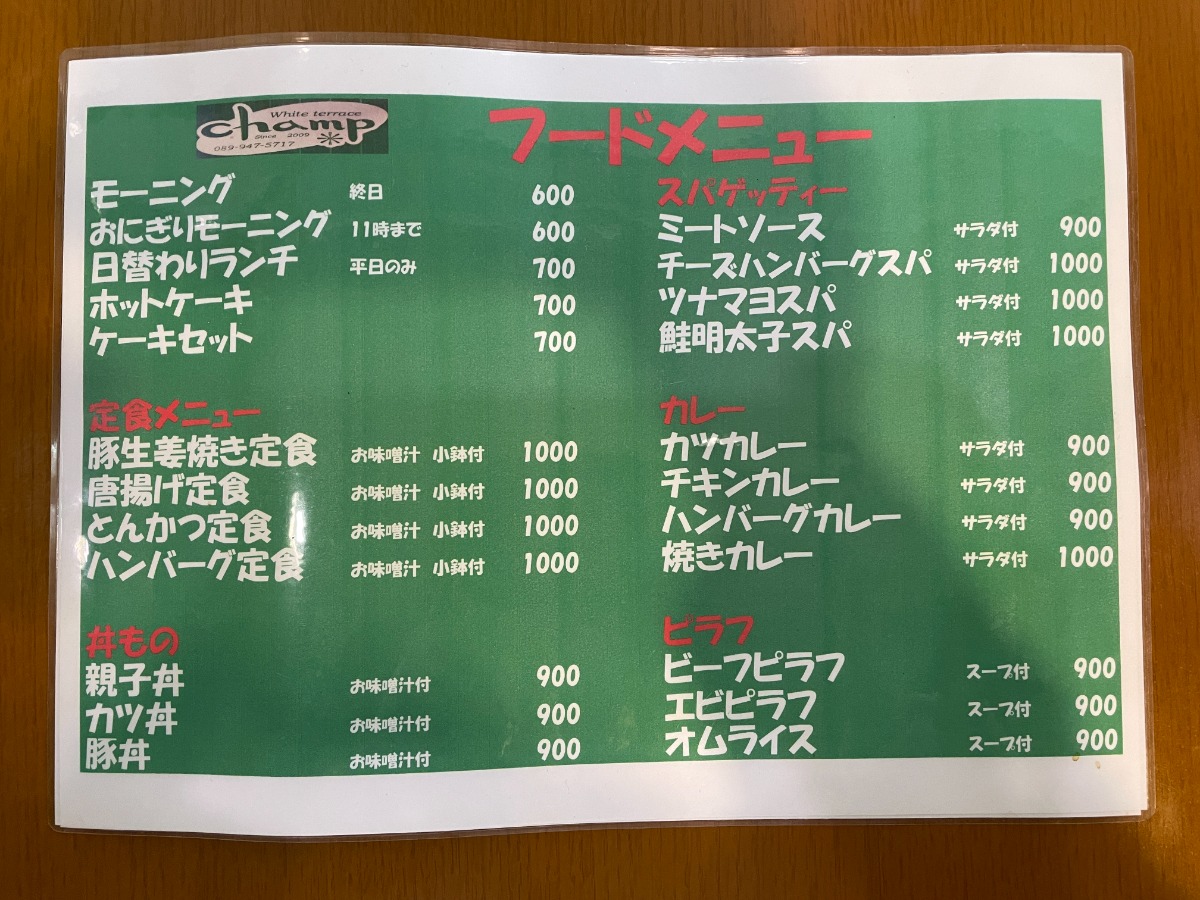 White terrace
champ
Since 2009
089-947-5717
フードメニュー
モーニング 終日 600
おにぎりモーニング 11時まで 600
日替わりランチ 平日のみ 700
ホットケーキ 700
ケーキセット 700
定食メニュー
豚生姜焼き定食 お味噌汁 小鉢付 1000
唐揚げ定食 お味噌汁 小鉢付 1000
とんかつ定食 お味噌汁 小鉢付 1000
ハンバーグ定食 お味噌汁 小鉢付 1000
丼もの
親子丼 お味噌汁付 900
カツ丼 お味噌汁付 900
豚丼 お味噌汁付 900
スパゲッティー
ミートソース サラダ付 900
チーズハンバーグスパ サラダ付 1000
ツナマヨスパ サラダ付 1000
鮭明太子スパ サラダ付 1000
カレー
カツカレー サラダ付 900
チキンカレー サラダ付 900
ハンバーグカレー サラダ付 900
焼きカレー サラダ付 1000
ピラフ
ビーフピラフ スープ付 900
エビピラフ スープ付 900
オムライス スープ付 900